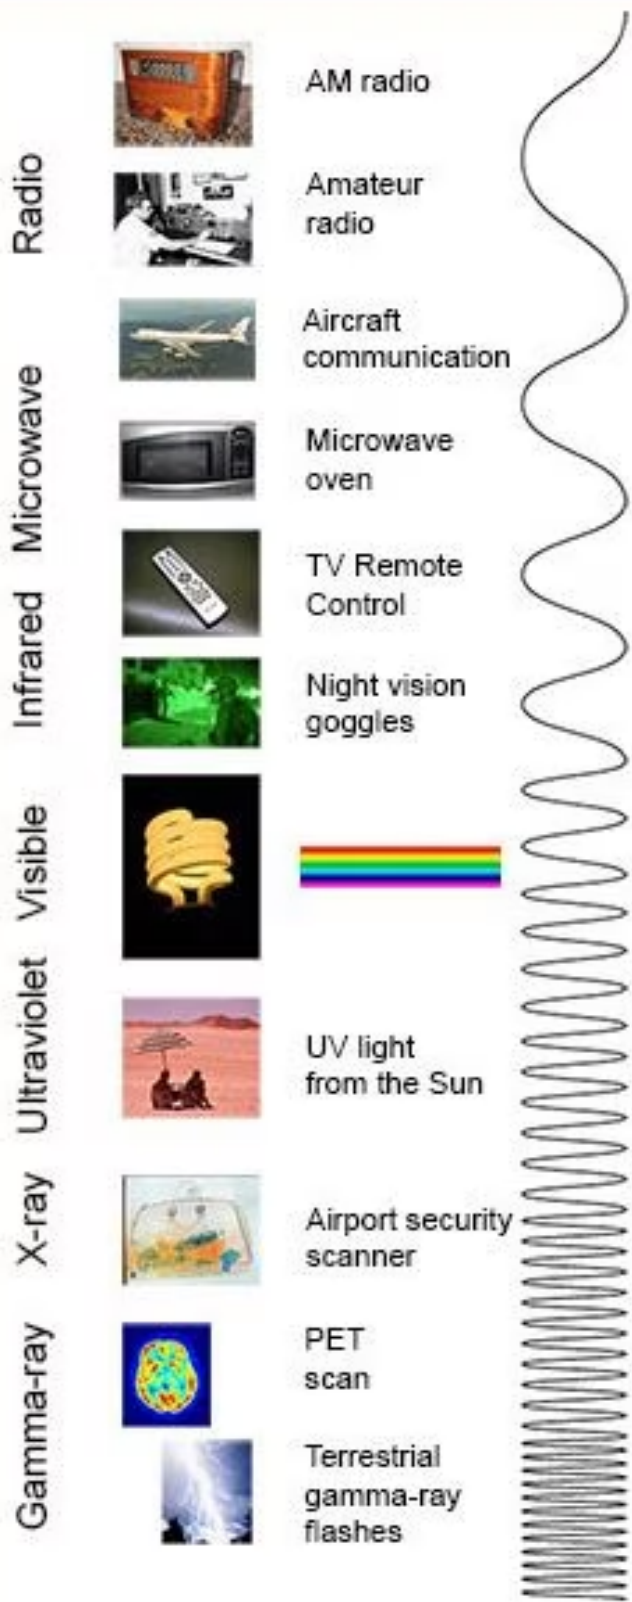 Radio
AM radio
Amateur
radio
Microwave
Aircraft
communication
Microwave
oven
Infrared
TV Remote
Control
Night vision
goggles
Visible
Ultraviolet
UV light
from the Sun
X-ray
Airport security
scanner
Gamma-ray
PET
scan
Terrestrial
gamma-ray
flashes